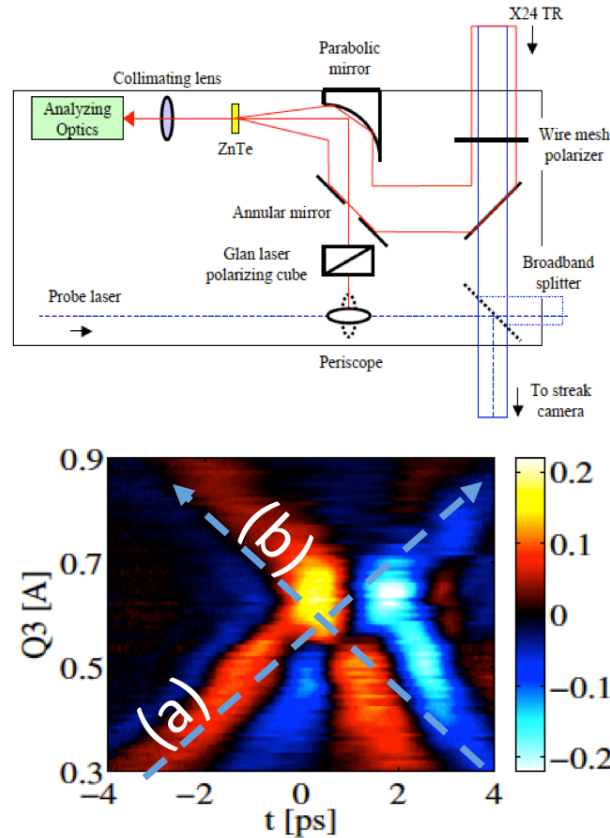 X24 TR
Parabolic
mirror
Collimating lens
Analyzing
Optics
ZnTe
Wire mesh
polarizer
Annular mirror
Glan laser
polarizing cube
Broadband
splitter
Probe laser
Periscope
To streak
camera
0.9
0.7
0.5
0.3
Q3 [A]
(a)
(b)
−4
−2
0
2
4
t [ps]
0.2
0.1
0
−0.1
−0.2